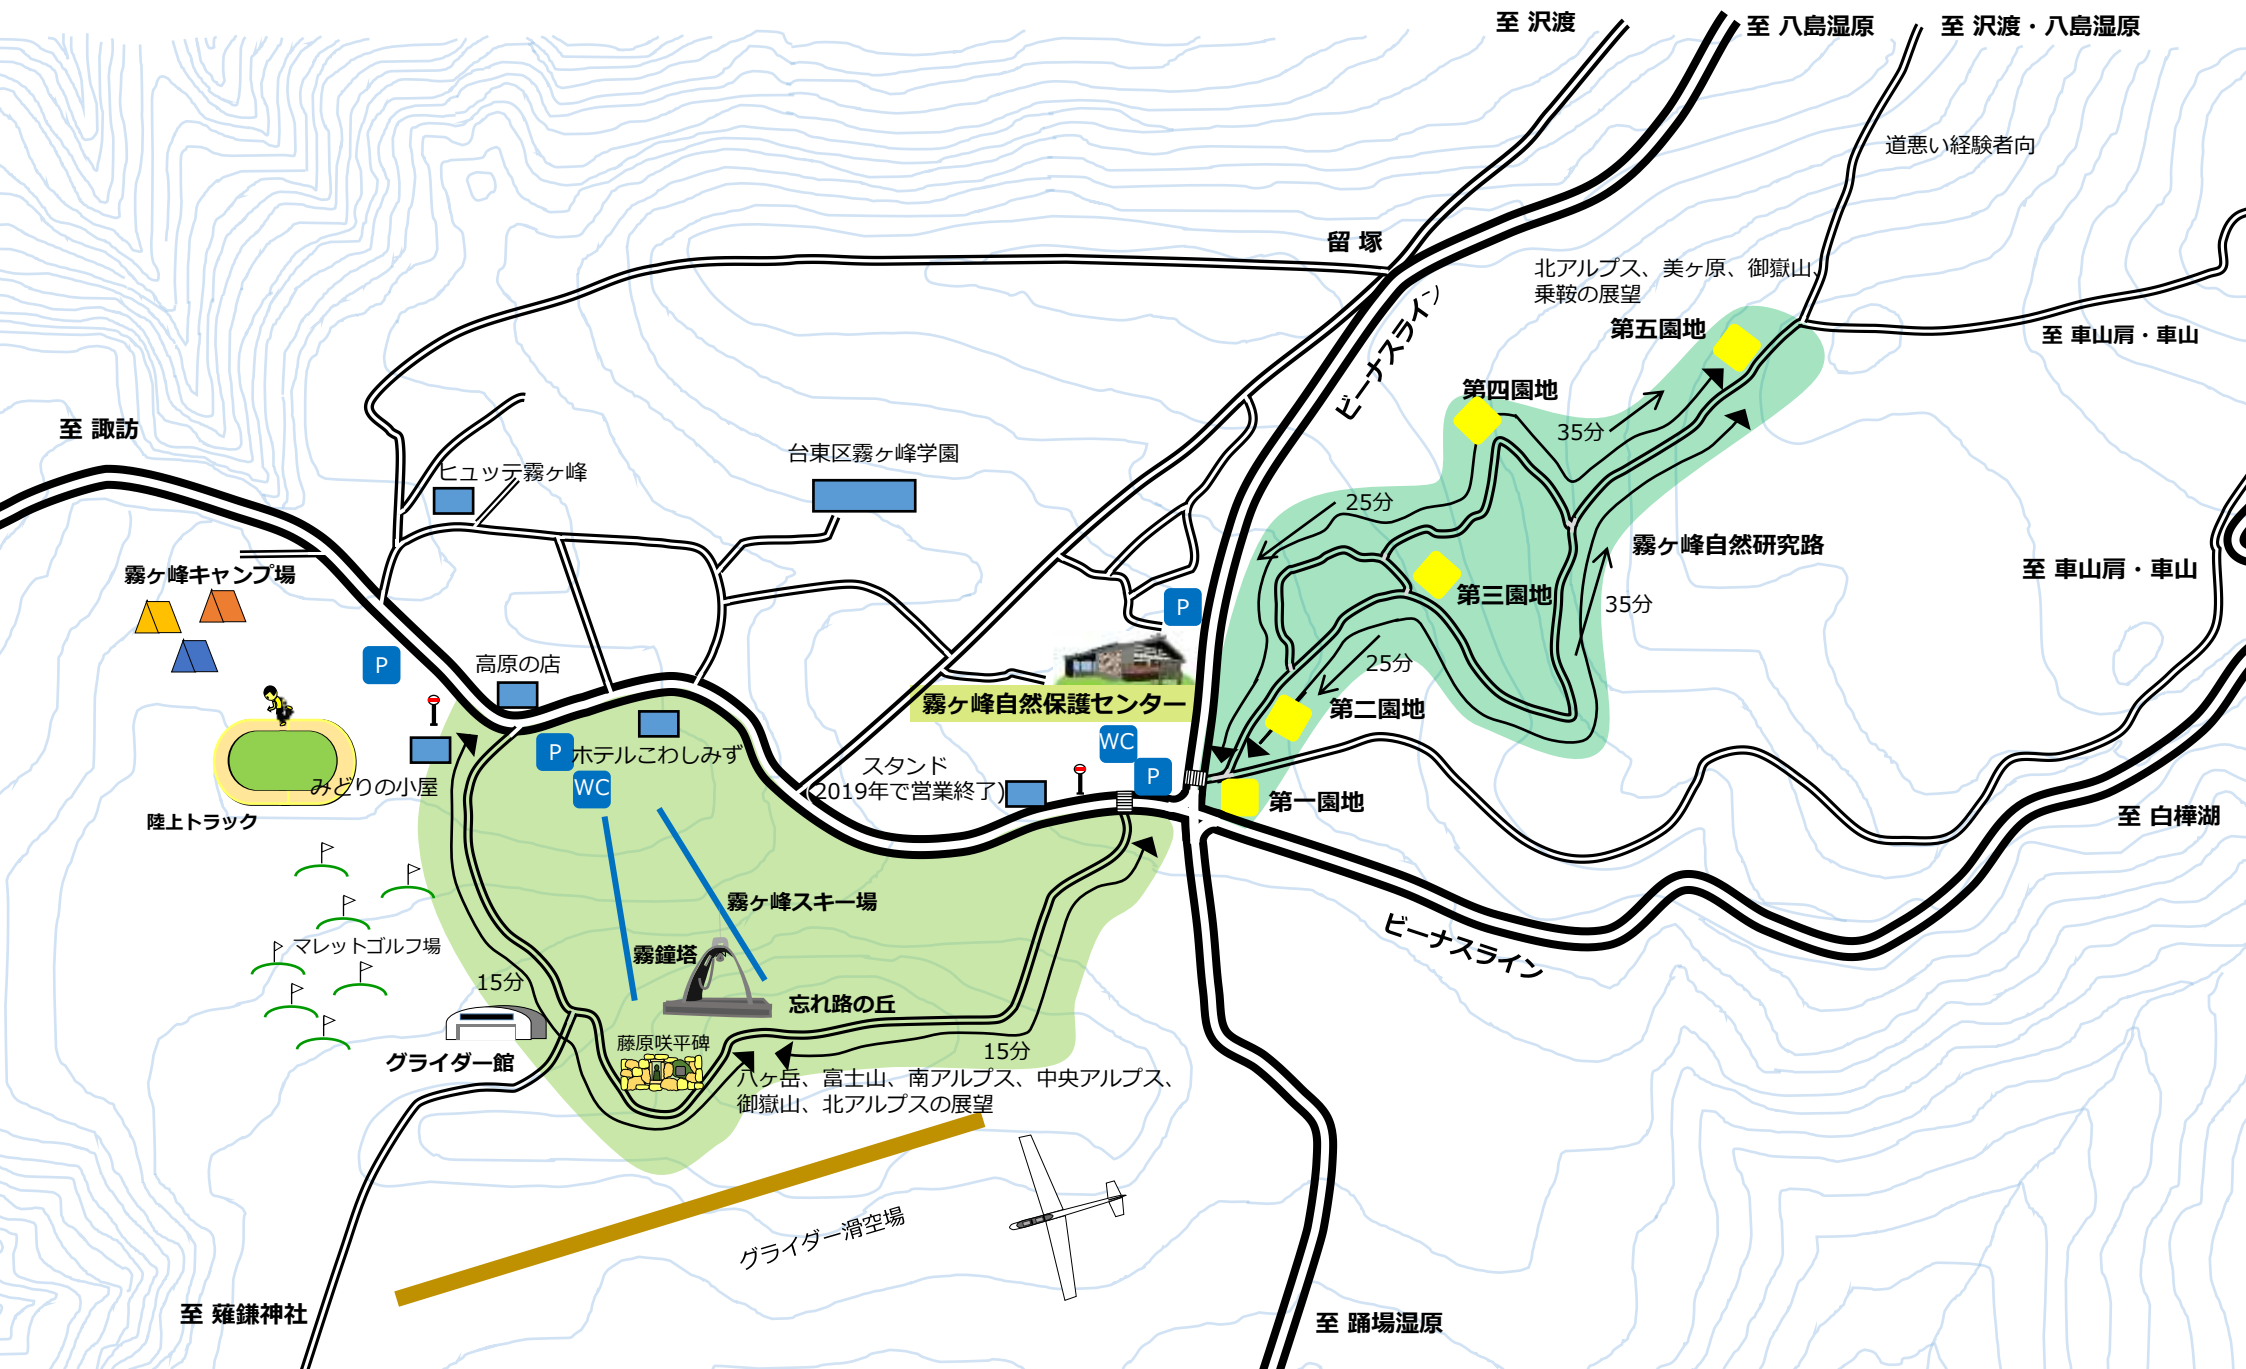 至 沢渡
至 八島湿原
至 沢渡・八島湿原
道悪い経験者向
留 塚
北アルプス、美ヶ原、御嶽山、
乗鞍の展望
第五園地
至 車山肩・車山
ビーナスライン
第四園地
35分
至 諏訪
ヒュッテ霧ヶ峰
台東区霧ヶ峰学園
25分
霧ヶ峰自然研究路
霧ヶ峰キャンプ場
至 車山肩・車山
第三園地
35分
P
P
高原の店
25分
霧ヶ峰自然保護センター
第二園地
WC
P
ホテルこわしみず
P
WC
スタンド
(2019年で営業終了)
みどりの小屋
第一園地
至 白樺湖
陸上トラック
霧ヶ峰スキー場
ビーナスライン
マレットゴルフ場
霧鐘塔
15分
忘れ路の丘
グライダー館
藤原咲平碑
15分
八ヶ岳、富士山、南アルプス、中央アルプス、
御嶽山、北アルプスの展望
グライダー滑空場
至 薙鎌神社
至 踊場湿原